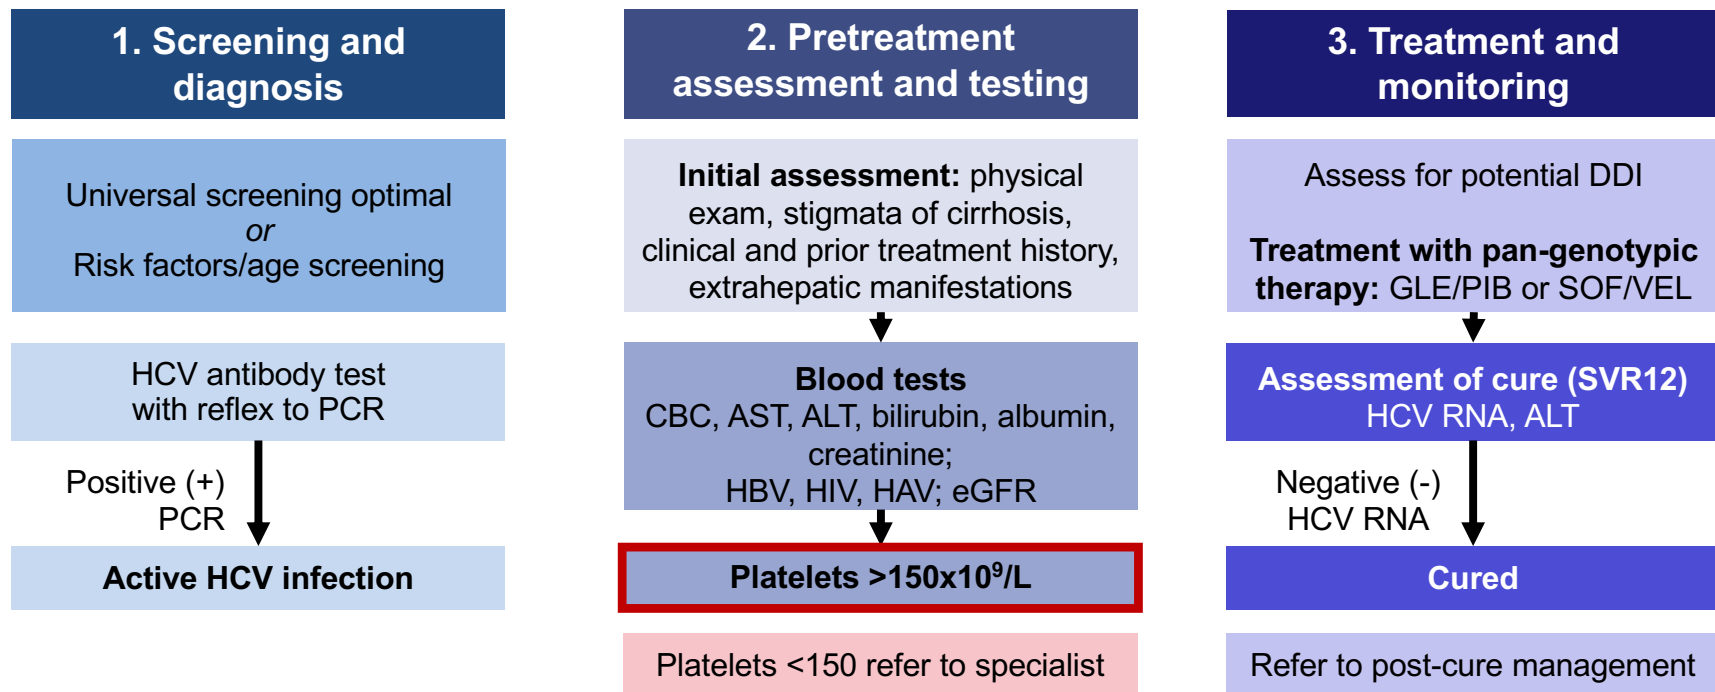 1. Screening and
diagnosis
Universal screening optimal
or
Risk factors/age screening
HCV antibody test
with reflex to PCR
Positive (+)
PCR
Active HCV infection
2. Pretreatment
assessment and testing
Initial assessment: physical
exam, stigmata of cirrhosis,
clinical and prior treatment history,
extrahepatic manifestations
Blood tests
CBC, AST, ALT, bilirubin, albumin,
creatinine;
HBV, HIV, HAV; eGFR
Platelets >150x10⁹/L
Platelets <150 refer to specialist
3. Treatment and
monitoring
Assess for potential DDI
Treatment with pan-genotypic
therapy: GLE/PIB or SOF/VEL
Assessment of cure (SVR12)
HCV RNA, ALT
Negative (-)
HCV RNA
Cured
Refer to post-cure management